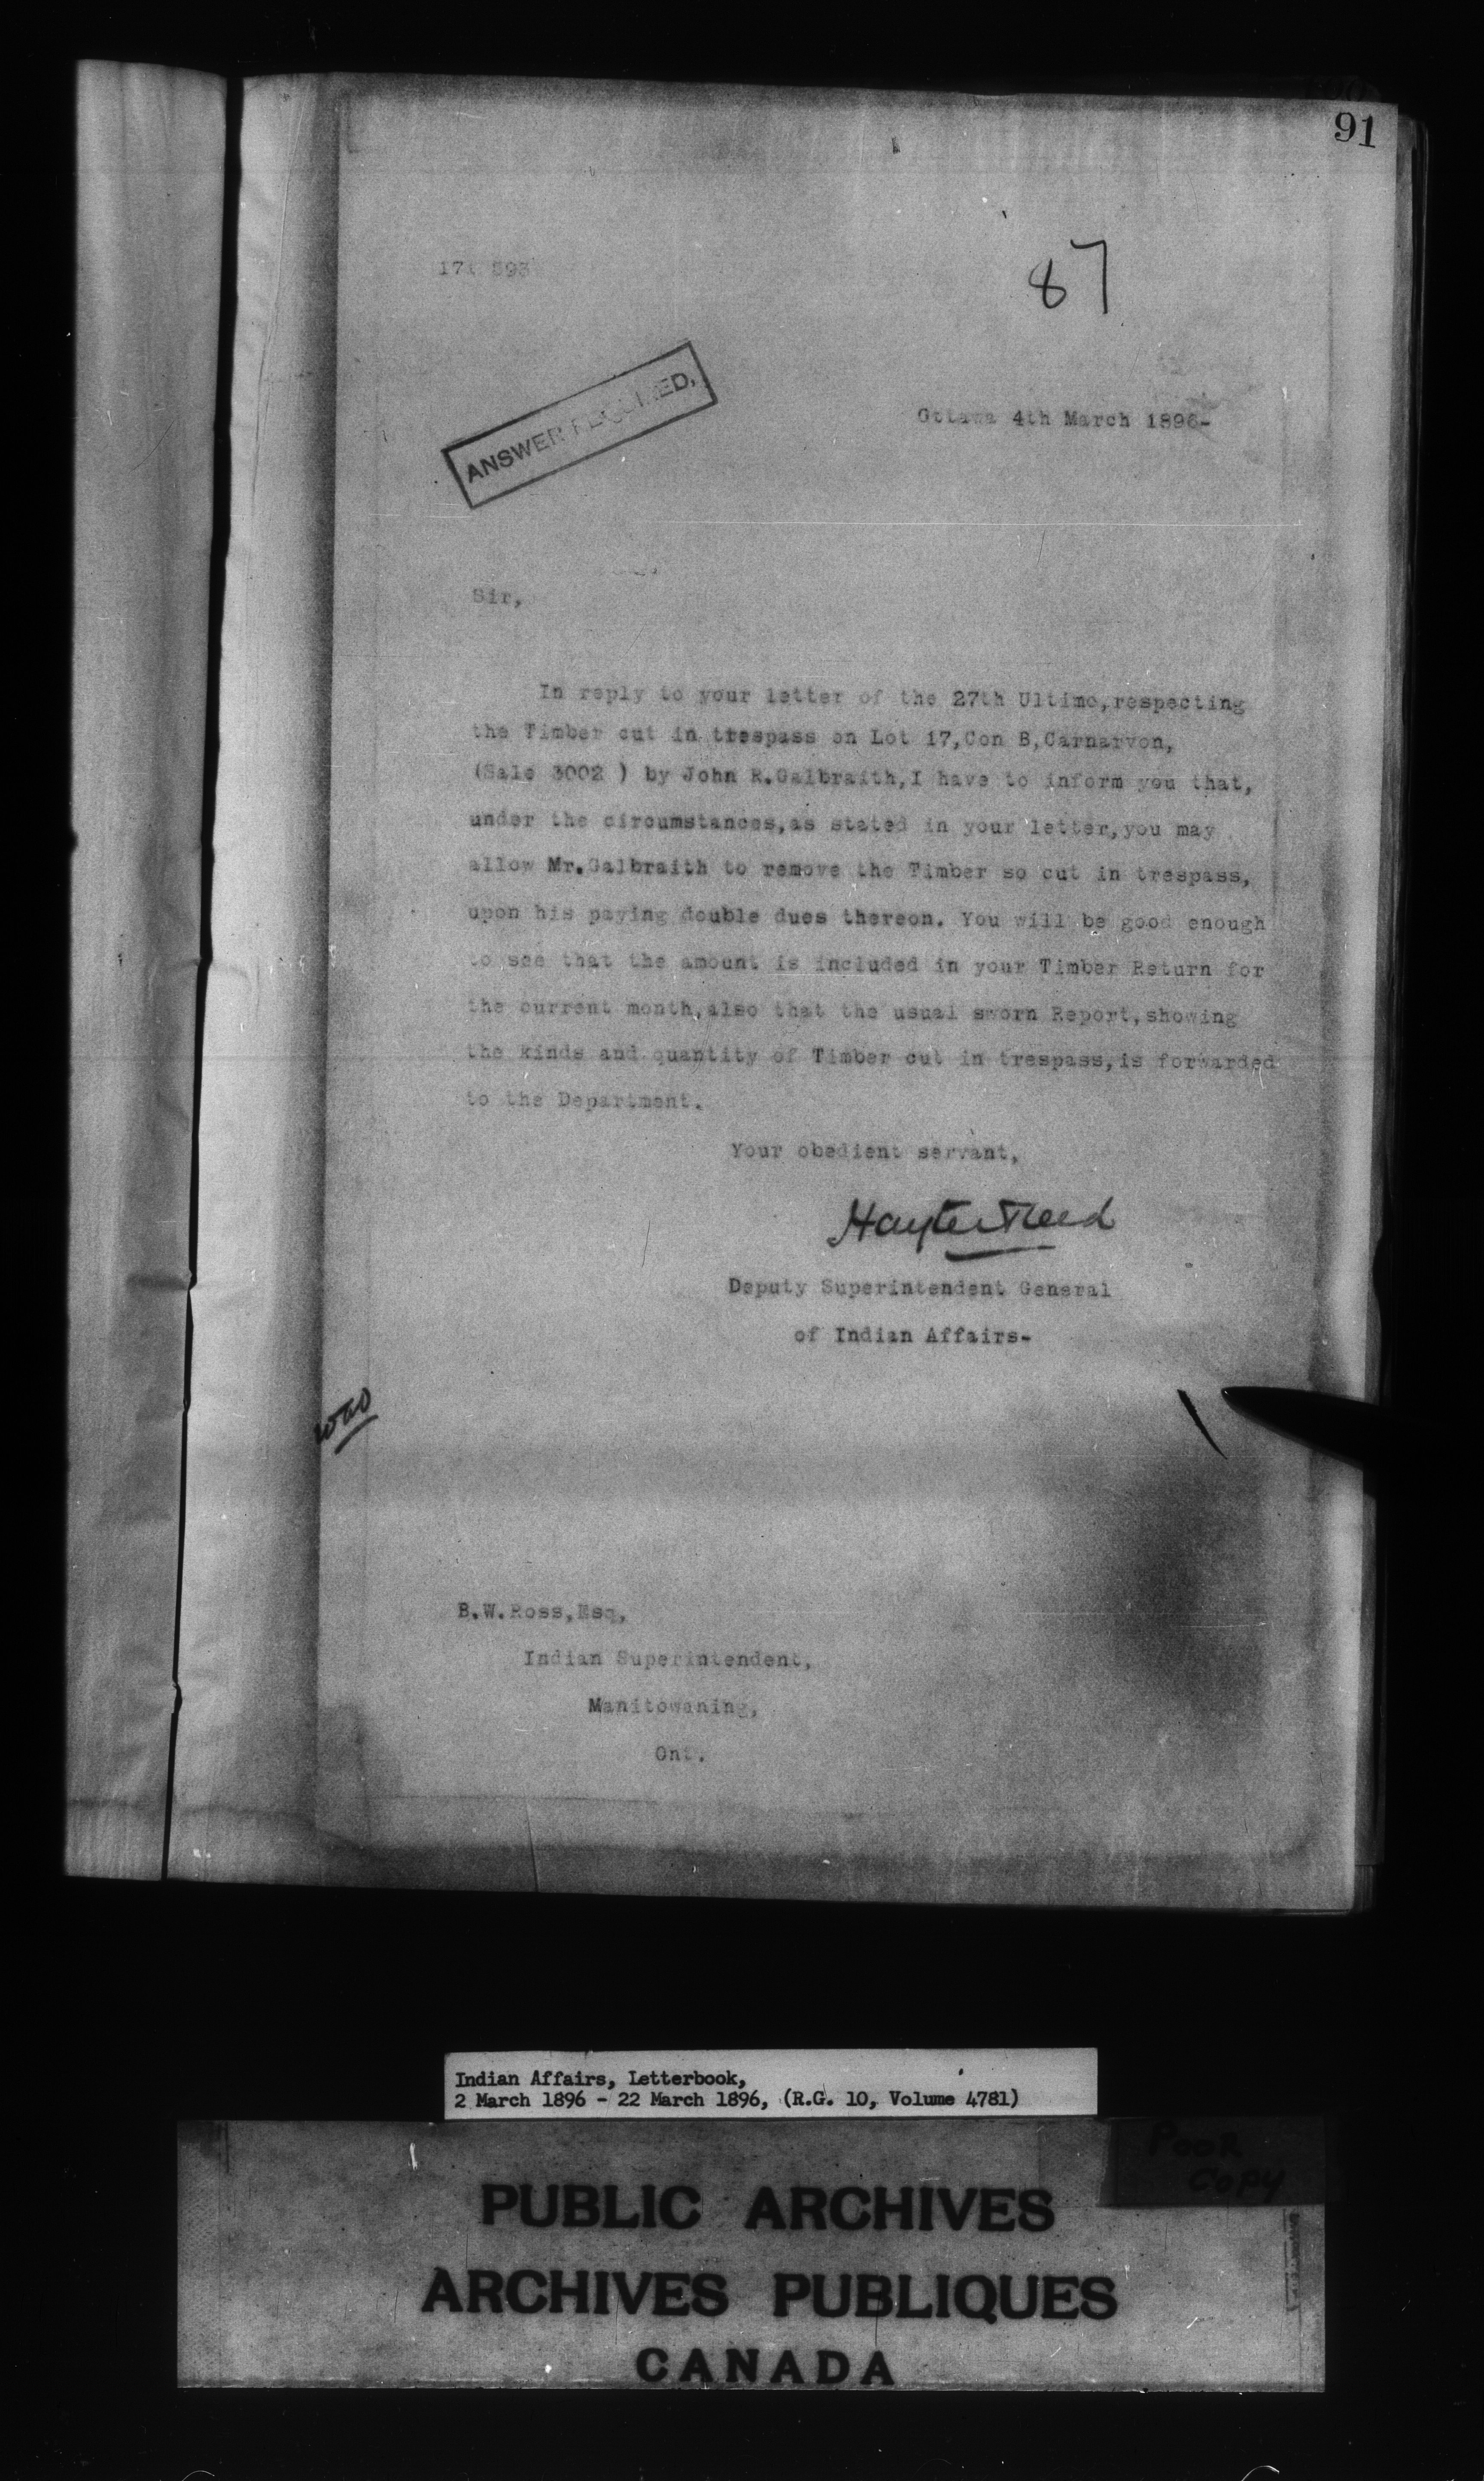 91
87
Ottawa 4th March 1896-
ANSWER REQUIRED.
Sir,
In reply to your letter of the 27th Ultimo,respecting
the Timber cut in trespass on Lot 17,Con B,Carnarvon,
(Sale 3002 ) by John R.Galbraith,I have to inform you that,
under the circumstances,as stated in your letter,you may
allow Mr.Galbraith to remove the Timber so cut in trespass,
upon his paying double dues thereon. You will be good enough
to see that the amount is included in your Timber Return for
the current month,also that the usual sworn Report,showing
the kinds and quantity of Timber cut in trespass,is forwarded
to the Department.
Your obedient servant,
Hayter Reed
Deputy Superintendent General
of Indian Affairs-
B.W.Ross,Esq,
Indian Superintendent,
Manitowaning,
Ont.
Indian Affairs, Letterbook,
2 March 1896 - 22 March 1896, (R.G. 10, Volume 4781)
POOR
COPY
PUBLIC ARCHIVES
ARCHIVES PUBLIQUES
CANADA